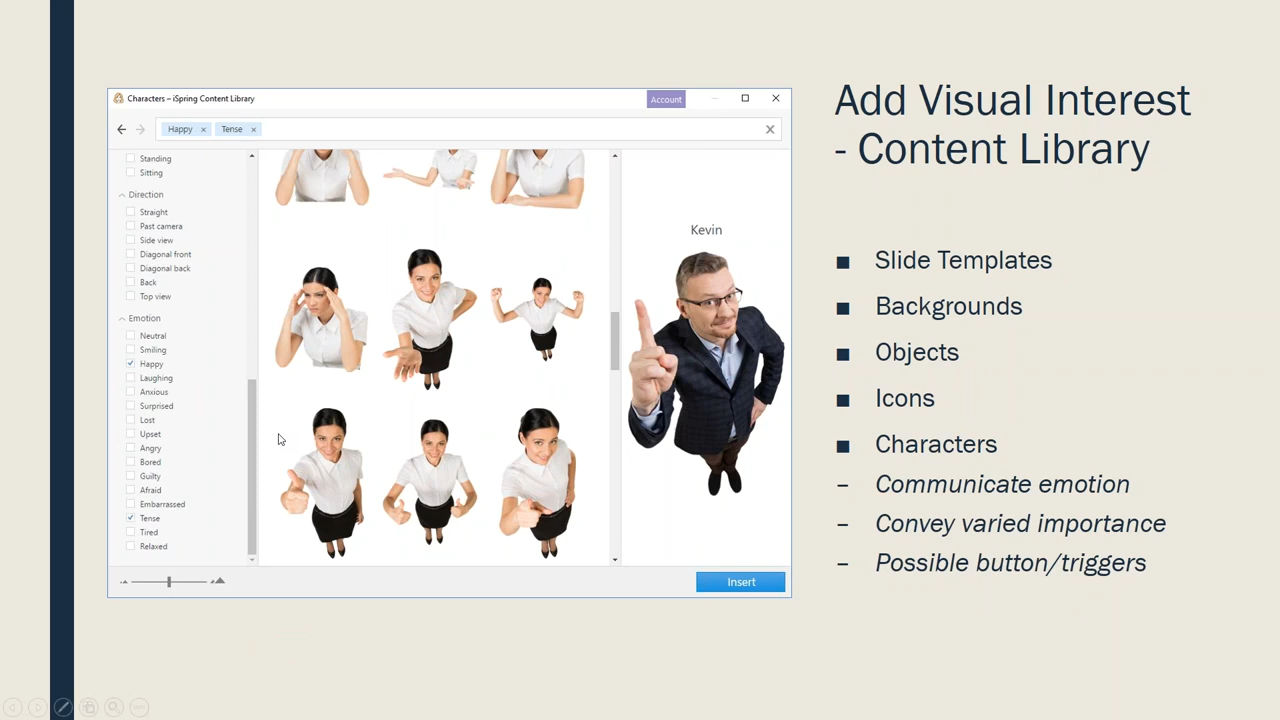 Characters – iSpring Content Library
Account
Happy ×
Tense ×
Standing
Sitting
Direction
Straight
Past camera
Side view
Diagonal front
Diagonal back
Back
Top view
Emotion
Neutral
Smiling
Happy
Laughing
Anxious
Surprised
Lost
Upset
Angry
Bored
Guilty
Afraid
Embarrassed
Tense
Tired
Relaxed
Kevin
Insert
Add Visual Interest
- Content Library
■ Slide Templates
■ Backgrounds
■ Objects
■ Icons
■ Characters
– Communicate emotion
– Convey varied importance
– Possible button/triggers